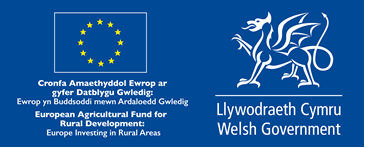 Cronfa Amaethyddol Ewrop ar
gyfer Datblygu Gwledig:
Ewrop yn Buddsoddi mewn Ardaloedd Gwledig
European Agricultural Fund for
Rural Development:
Europe Investing in Rural Areas
Llywodraeth Cymru
Welsh Government